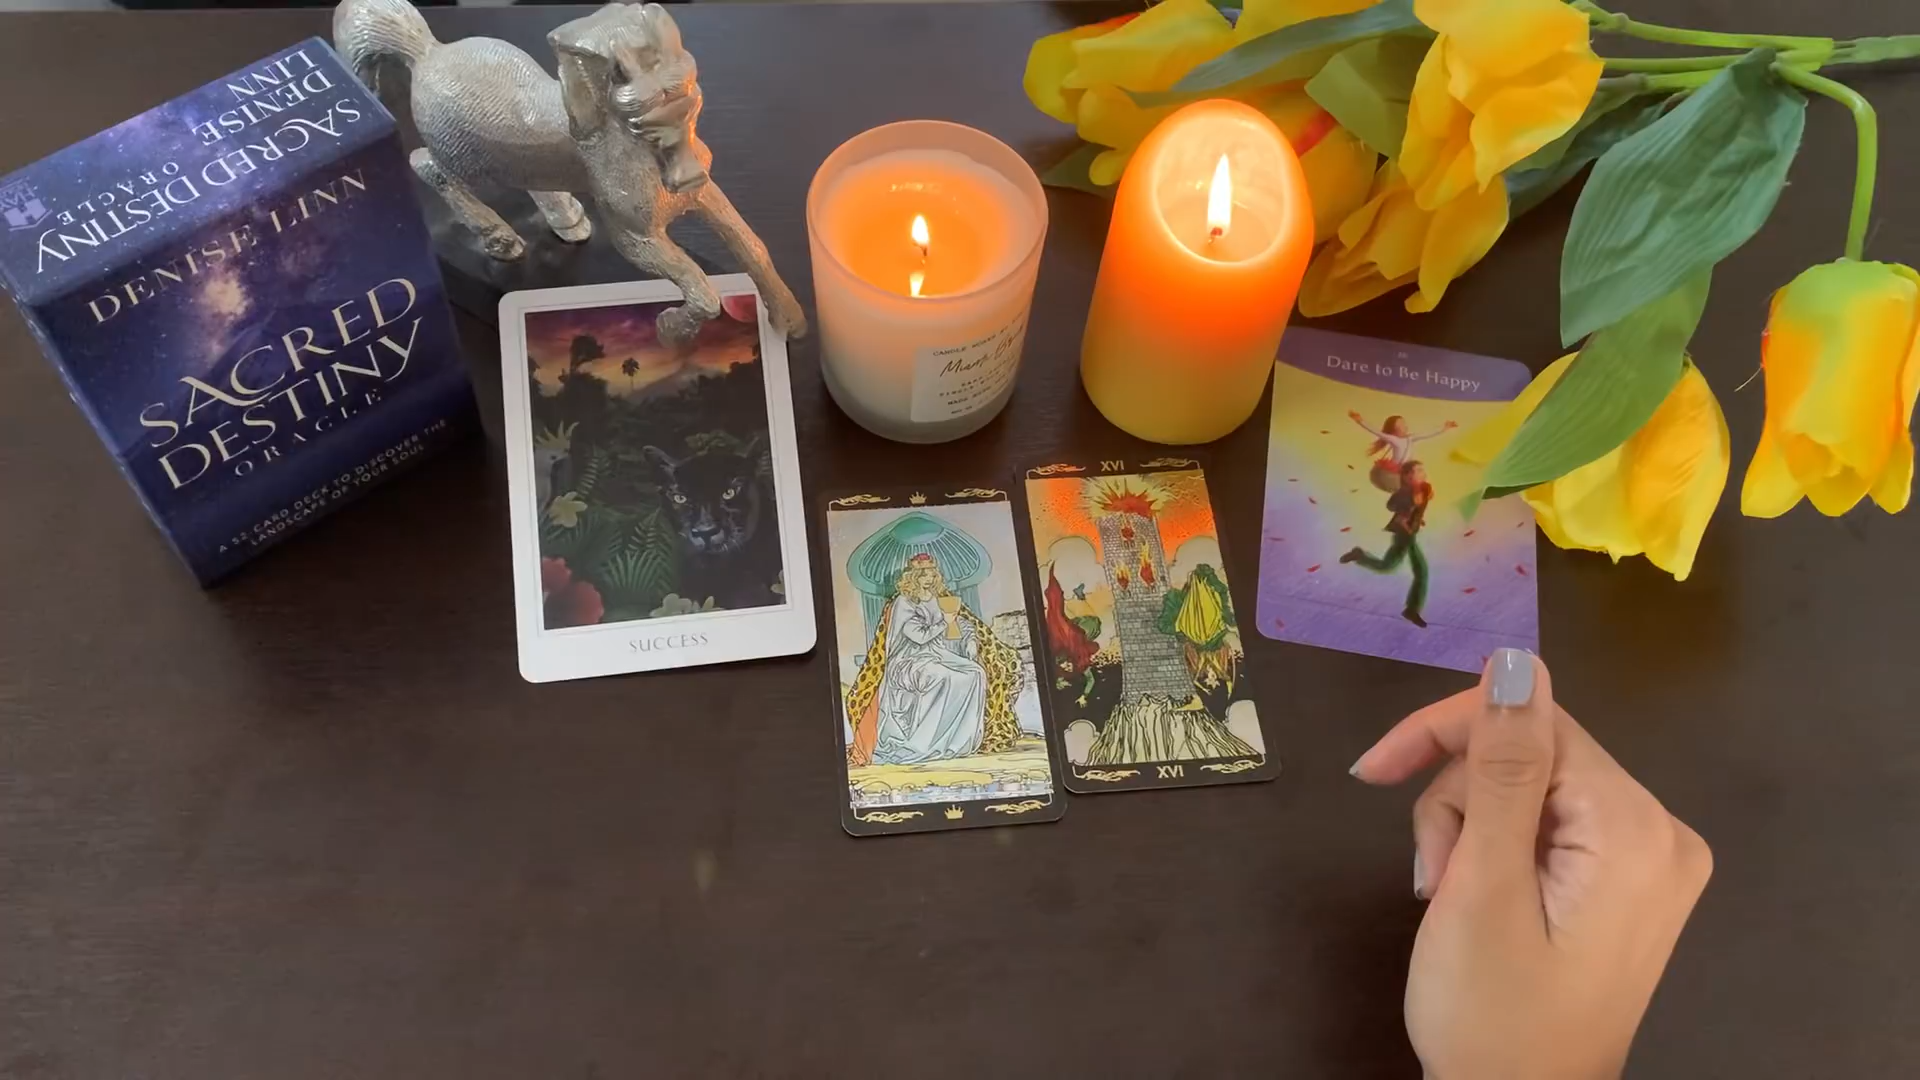 DENISE
LINN
SACRED DESTINY
ORACLE
DENISE LINN
SACRED
DESTINY
ORACLE
A 52-CARD DECK TO DISCOVER THE
LANDSCAPE OF YOUR SOUL
SUCCESS
XVI
XVI
Dare to Be Happy